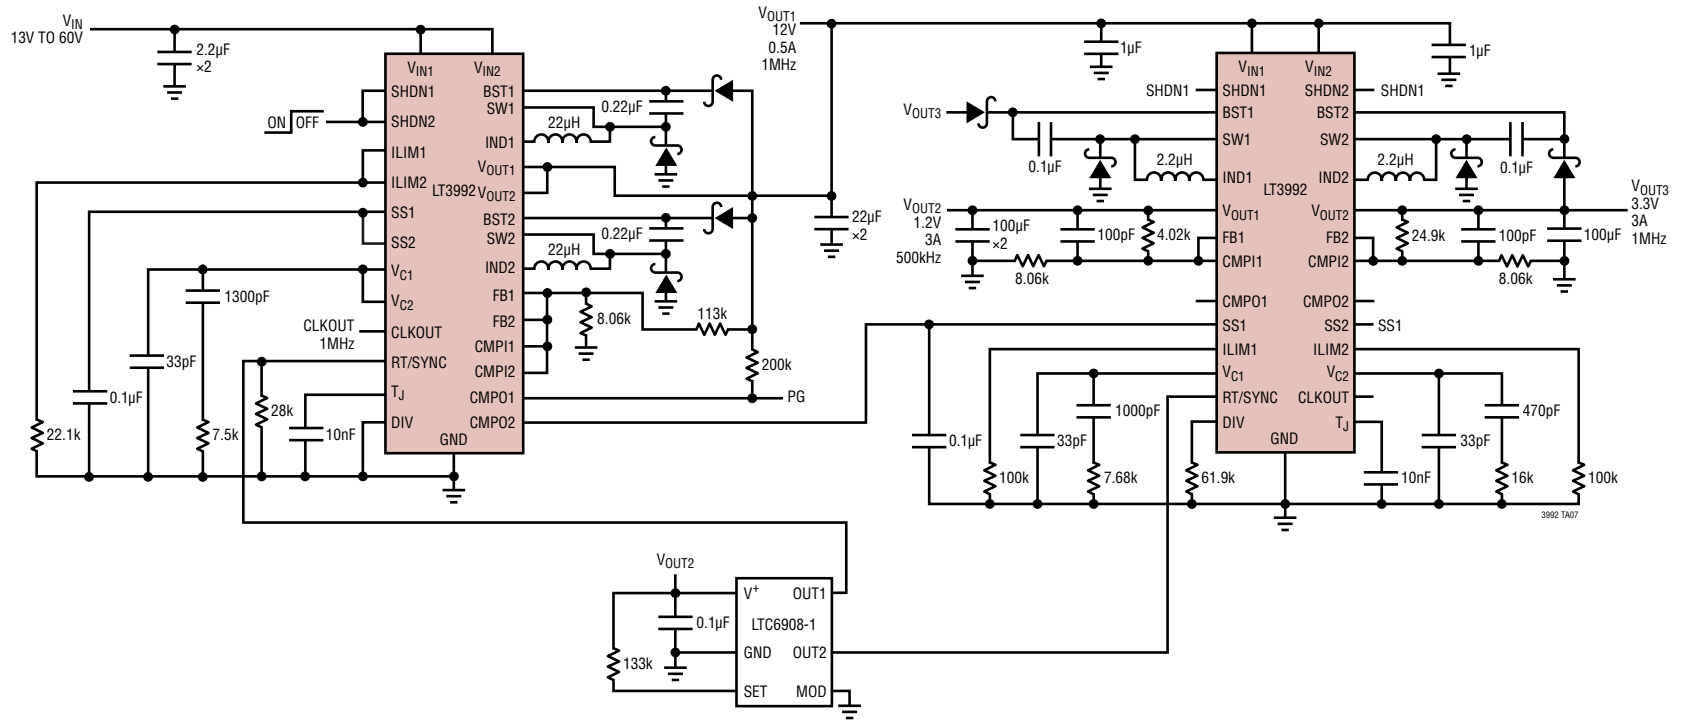 VIN
13V TO 60V
2.2µF
×2
ON OFF
VIN1 VIN2
SHDN1
SHDN2
ILIM1
ILIM2
SS1
SS2
VC1
VC2
CLKOUT
RT/SYNC
TJ
DIV
GND
LT3992
BST1
SW1
IND1
VOUT1
VOUT2
BST2
SW2
IND2
FB1
FB2
CMPI1
CMPI2
CMPO1
CMPO2
CLKOUT
1MHz
1300pF
33pF
0.1µF
22.1k
7.5k
28k
10nF
0.22µF
22µH
0.22µF
22µH
8.06k
113k
200k
PG
VOUT1
12V
0.5A
1MHz
22µF
×2
1µF
1µF
VIN1 VIN2
SHDN1 SHDN1 SHDN2 SHDN1
BST1 BST2
SW1 SW2
IND1 LT3992 IND2
VOUT1 VOUT2
FB1 FB2
CMPI1 CMPI2
CMPO1 CMPO2
SS1 SS2 SS1
ILIM1 ILIM2
VC1 VC2
RT/SYNC CLKOUT
DIV TJ
GND
VOUT3
0.1µF
2.2µH
2.2µH
0.1µF
VOUT2
1.2V
3A
500kHz
100µF
×2
100pF
4.02k
8.06k
24.9k
100pF
100µF
8.06k
VOUT3
3.3V
3A
1MHz
0.1µF
100k
33pF
1000pF
7.68k
61.9k
10nF
33pF
470pF
16k
100k
3992 TA07
VOUT2
0.1µF
133k
V+ OUT1
LTC6908-1
GND OUT2
SET MOD